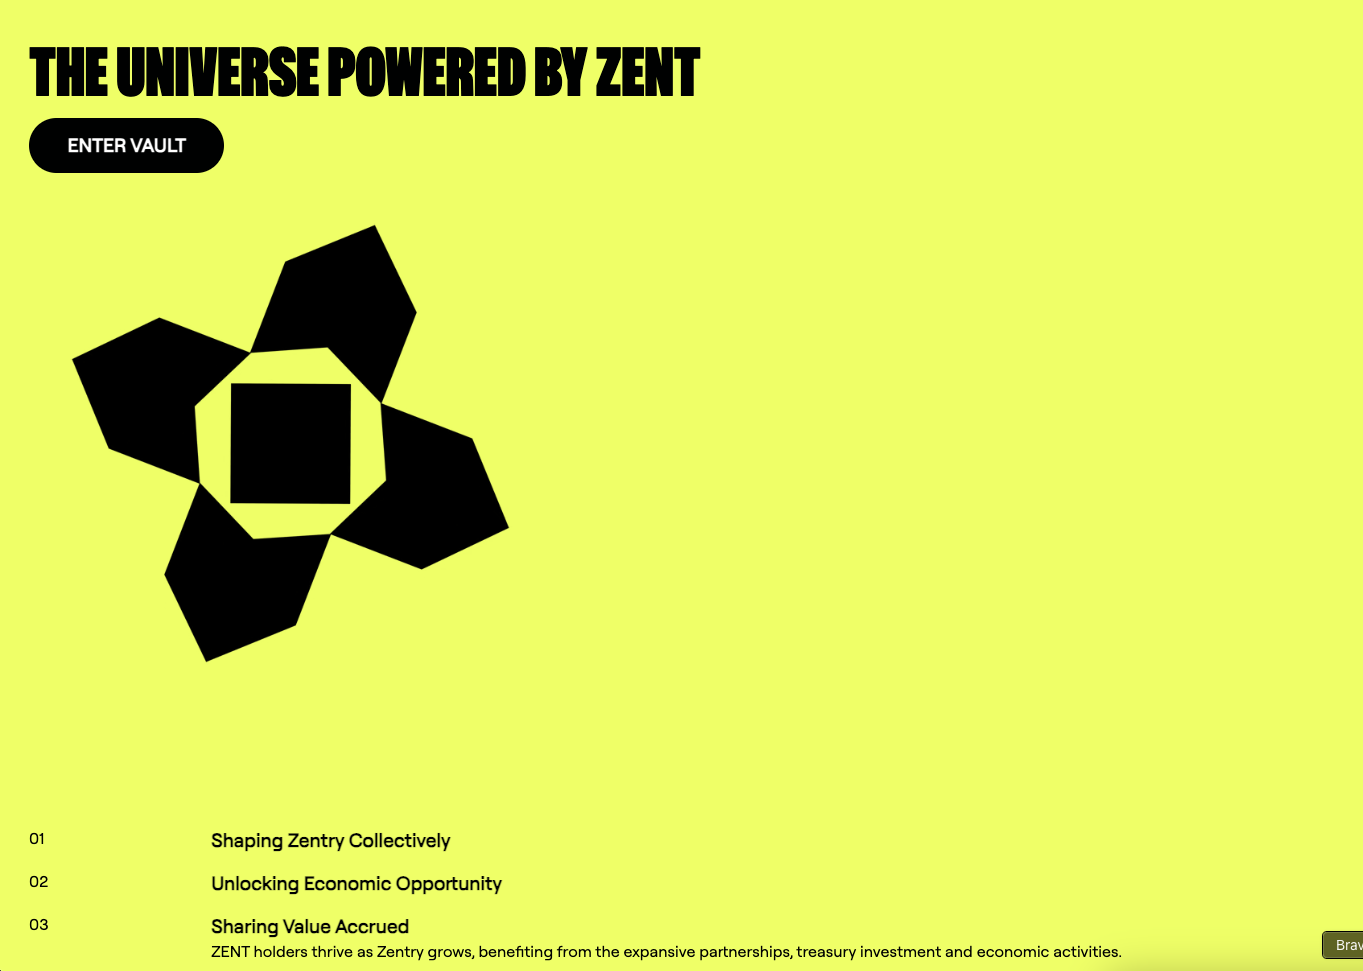 THE UNIVERSE POWERED BY ZENT
ENTER VAULT
01 Shaping Zentry Collectively
02 Unlocking Economic Opportunity
03 Sharing Value Accrued
ZENT holders thrive as Zentry grows, benefiting from the expansive partnerships, treasury investment and economic activities.